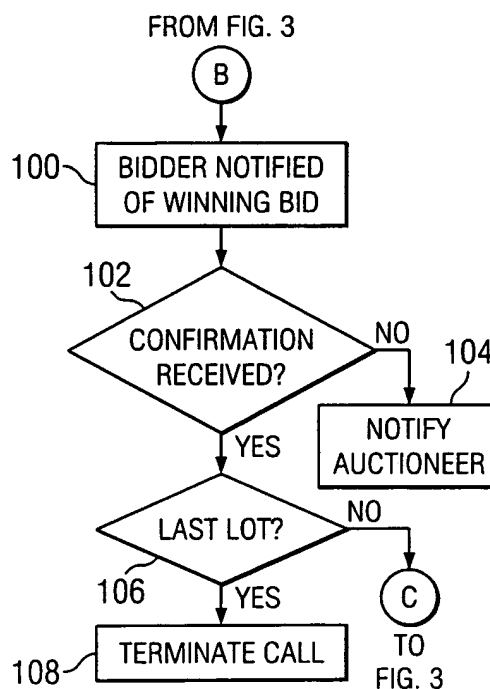 FROM FIG. 3
B
100
BIDDER NOTIFIED
OF WINNING BID
102
CONFIRMATION
RECEIVED?
NO
104
NOTIFY
AUCTIONEER
YES
LAST LOT?
NO
106
YES
C
TO
FIG. 3
108
TERMINATE CALL